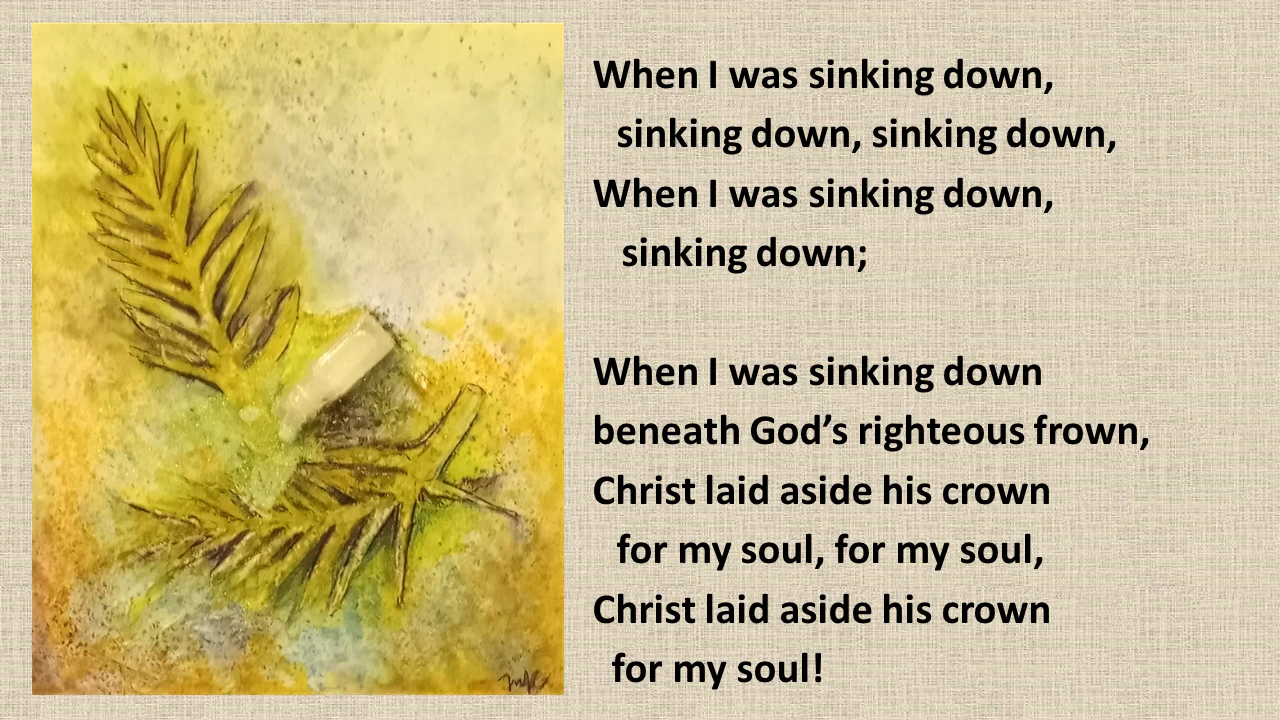 When I was sinking down,
sinking down, sinking down,
When I was sinking down,
sinking down;
When I was sinking down
beneath God’s righteous frown,
Christ laid aside his crown
for my soul, for my soul,
Christ laid aside his crown
for my soul!